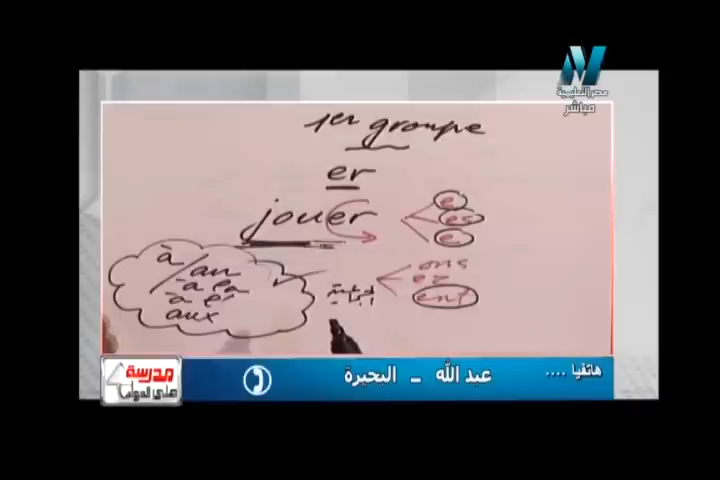 مصر التعليمية
مباشر
1er groupe
er
jouer
e
es
e
à
/au
à la
à l'
aux
ons
ez
ent
مدرسة
على الهواء
عبد الله - البحيرة
هاتفيا ....